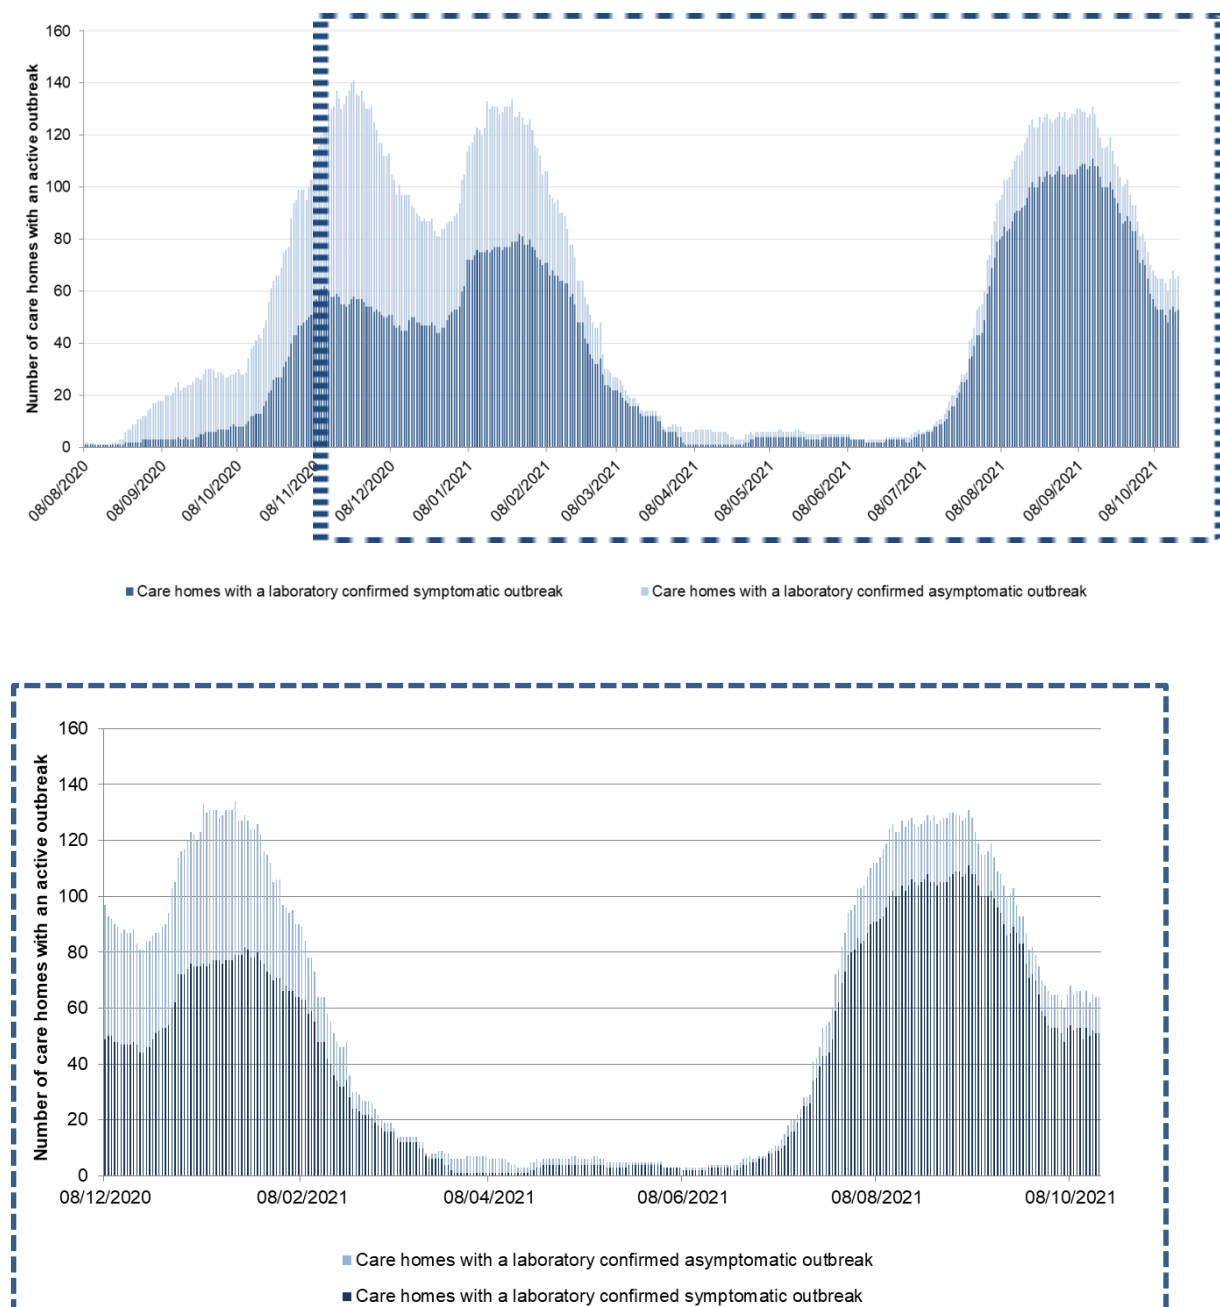 Number of care homes with an active outbreak
160
140
120
100
80
60
40
20
0
08/08/2020 08/09/2020 08/10/2020 08/11/2020 08/12/2020 08/01/2021 08/02/2021 08/03/2021 08/04/2021 08/05/2021 08/06/2021 08/07/2021 08/08/2021 08/09/2021 08/10/2021
Care homes with a laboratory confirmed symptomatic outbreak Care homes with a laboratory confirmed asymptomatic outbreak
Number of care homes with an active outbreak
160
140
120
100
80
60
40
20
0
08/12/2020 08/02/2021 08/04/2021 08/06/2021 08/08/2021 08/10/2021
Care homes with a laboratory confirmed asymptomatic outbreak
Care homes with a laboratory confirmed symptomatic outbreak